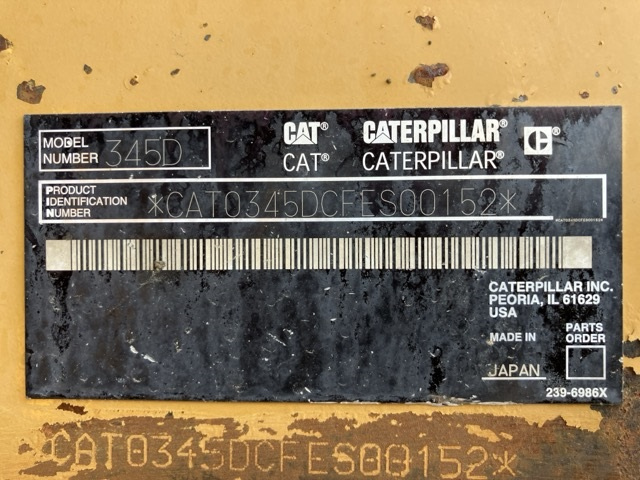 MODEL NUMBER 345D
CAT® CATERPILLAR® C®
CAT® CATERPILLAR®
PRODUCT IDENTIFICATION NUMBER *CAT0345DCFES00152*
*CAT0345DCFES00152*
CATERPILLAR INC.
PEORIA, IL 61629
USA
MADE IN JAPAN
PARTS ORDER
239-6986X
CAT0345DCFES00152*